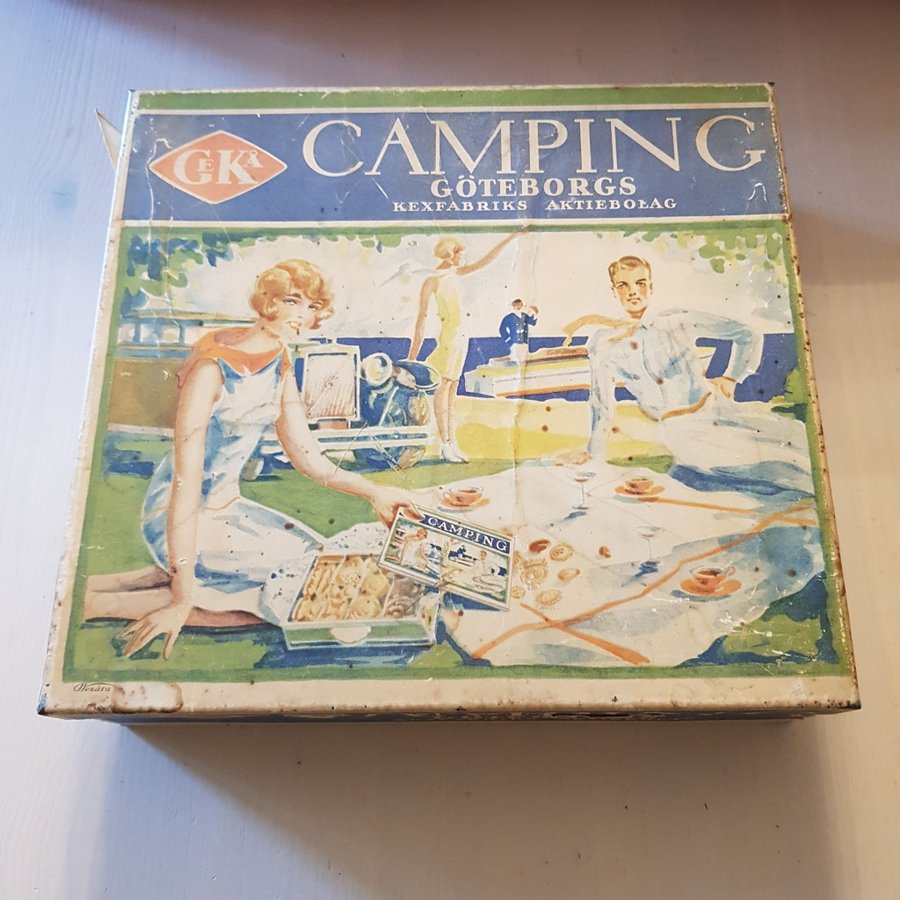 GEKÅ
CAMPING
GÖTEBORGS
KEXFABRIKS AKTIEBOLAG
CAMPING